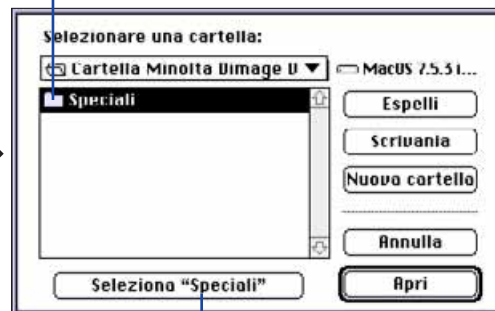 Selezionare una cartella:
Cartella Minolta Dimage V
MacOS 7.5.3 i...
Speciali
Espelli
Scrivania
Nuova cartella
Annulla
Seleziona "Speciali"
Apri